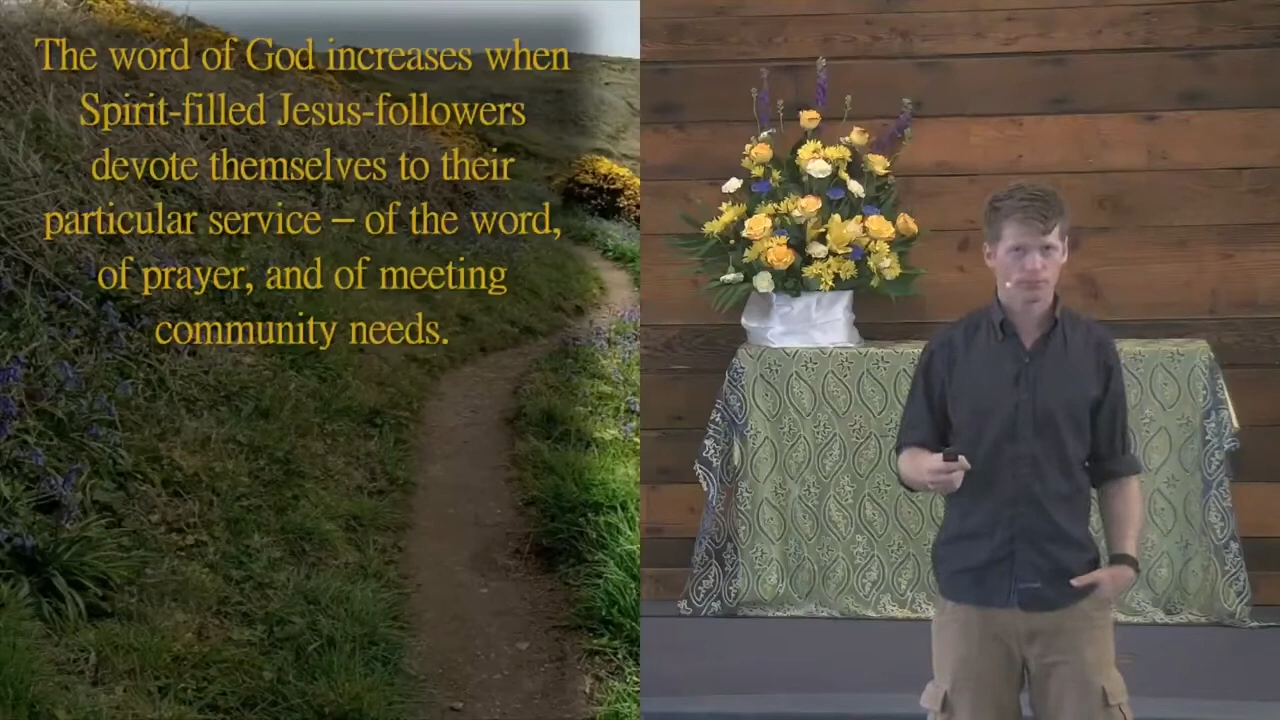 The word of God increases when
Spirit-filled Jesus-followers
devote themselves to their
particular service – of the word,
of prayer, and of meeting
community needs.